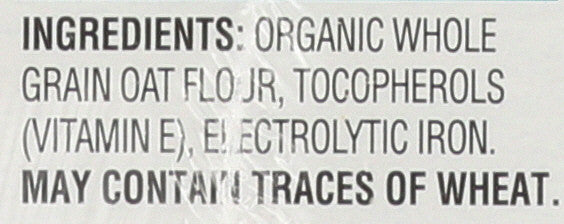 INGREDIENTS: ORGANIC WHOLE
GRAIN OAT FLOUR, TOCOPHEROLS
(VITAMIN E), ELECTROLYTIC IRON.
MAY CONTAIN TRACES OF WHEAT.